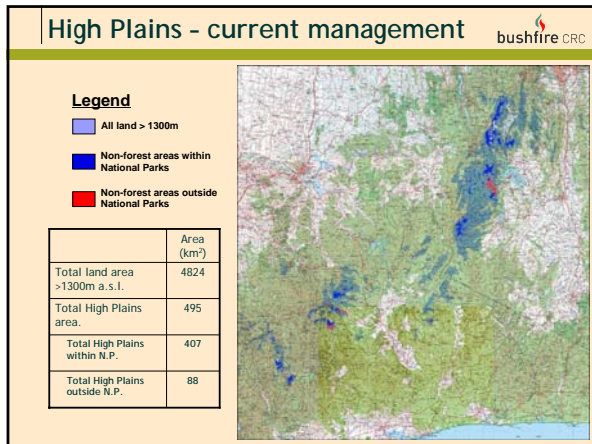 High Plains - current management
bushfire CRC
Legend
All land > 1300m
Non-forest areas within
National Parks
Non-forest areas outside
National Parks
Area
(km²)
Total land area
>1300m a.s.l.
4824
Total High Plains
area.
495
Total High Plains
within N.P.
407
Total High Plains
outside N.P.
88